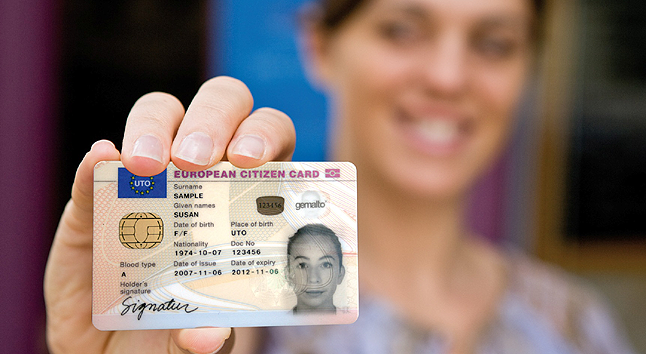 EUROPEAN CITIZEN CARD
UTO
Surname
SAMPLE
Given names
SUSAN
123456
gemalto
Date of birth Place of birth
F/F UTO
Nationality Doc No
1974-10-07 123456
Date of issue Date of expiry
2007-11-06 2012-11-06
Blood type
A
Holder's
signature
Signatur